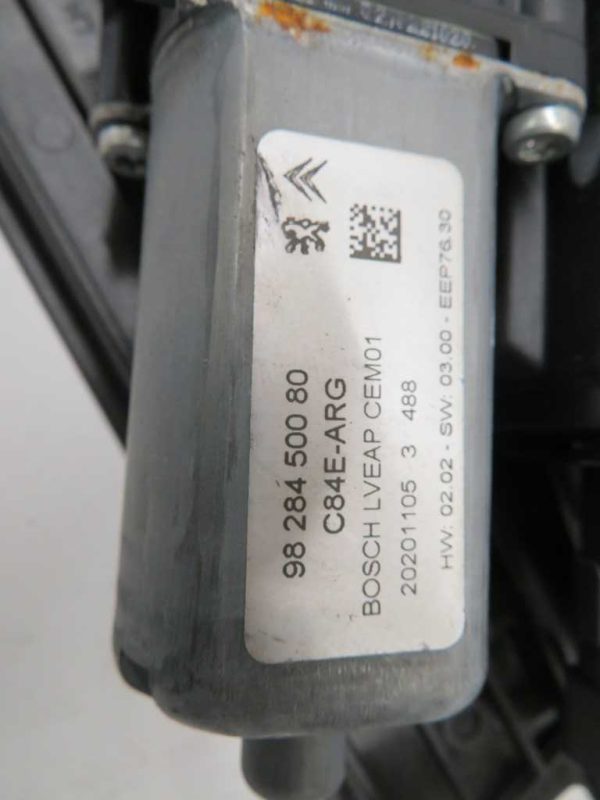 98 284 500 80
C84E-ARG
BOSCH LVEAP CEM01
20201105 3 488
HW: 02.02 - SW: 03.00 - EEP76.30